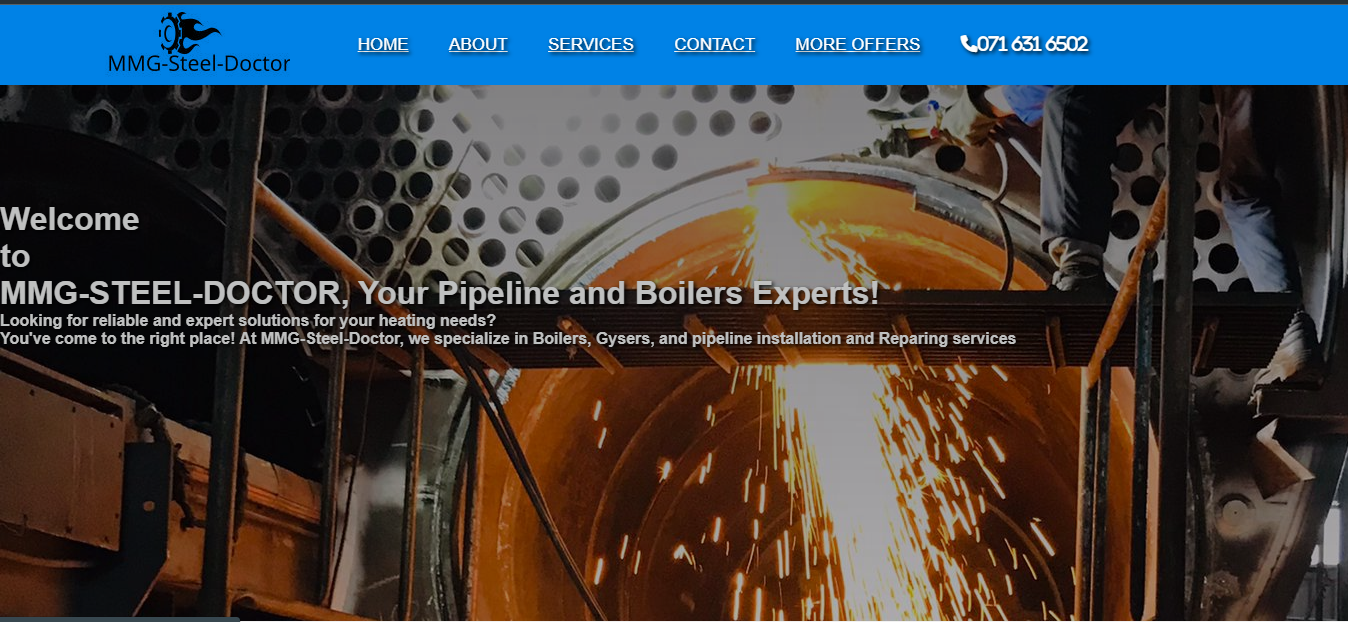 MMG-Steel-Doctor
HOME ABOUT SERVICES CONTACT MORE OFFERS 071 631 6502
Welcome
to
MMG-STEEL-DOCTOR, Your Pipeline and Boilers Experts!
Looking for reliable and expert solutions for your heating needs?
You've come to the right place! At MMG-Steel-Doctor, we specialize in Boilers, Gysers, and pipeline installation and Reparing services